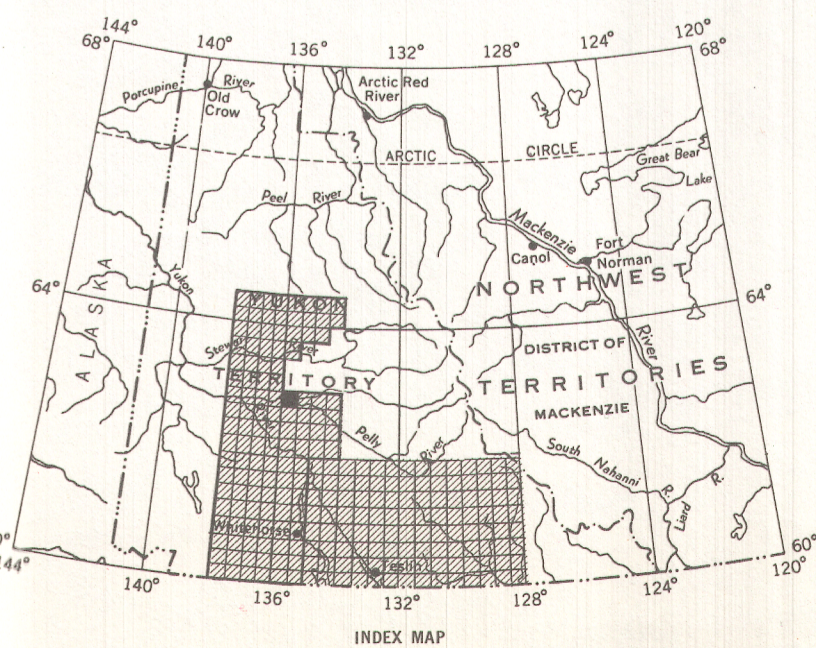 144°
68°
140°
136°
132°
128°
124°
120°
68°
Porcupine River
Old
Crow
Arctic Red
River
ARCTIC CIRCLE
Great Bear
Lake
Peel River
Mackenzie
Canol
Fort
Norman
Yukon
NORTHWEST
64°
YUKON
64°
ALASKA
River
DISTRICT OF
Stewart River
TERRITORY
TERRITORIES
MACKENZIE
Pelly
River
South Nahanni R.
Liard R.
Whitehorse
Teslin
144°
140°
136°
132°
128°
124°
60°
120°
INDEX MAP